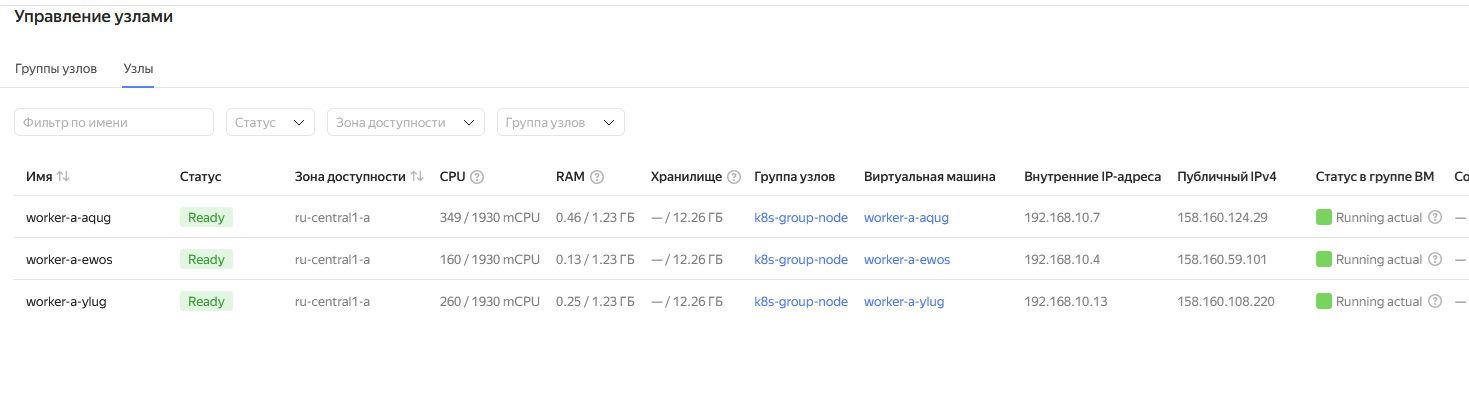 Управление узлами
Группы узлов Узлы
Фильтр по имени Статус Зона доступности Группа узлов
Имя Статус Зона доступности CPU RAM Хранилище Группа узлов Виртуальная машина Внутренние IP-адреса Публичный IPv4 Статус в группе ВМ Со
worker-a-aqug Ready ru-central1-a 349 / 1930 mCPU 0.46 / 1.23 ГБ — / 12.26 ГБ k8s-group-node worker-a-aqug 192.168.10.7 158.160.124.29 Running actual —
worker-a-ewos Ready ru-central1-a 160 / 1930 mCPU 0.13 / 1.23 ГБ — / 12.26 ГБ k8s-group-node worker-a-ewos 192.168.10.4 158.160.59.101 Running actual —
worker-a-ylug Ready ru-central1-a 260 / 1930 mCPU 0.25 / 1.23 ГБ — / 12.26 ГБ k8s-group-node worker-a-ylug 192.168.10.13 158.160.108.220 Running actual —